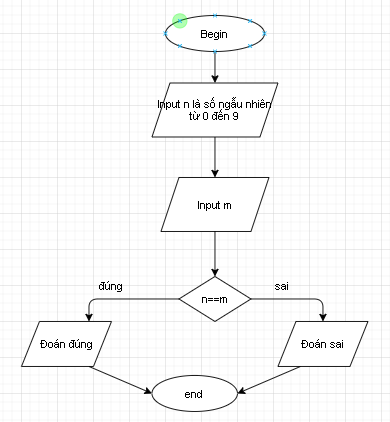 Begin
Input n là số ngẫu nhiên
từ 0 đến 9
Input m
đúng
n==m
sai
Đoán đúng
Đoán sai
end